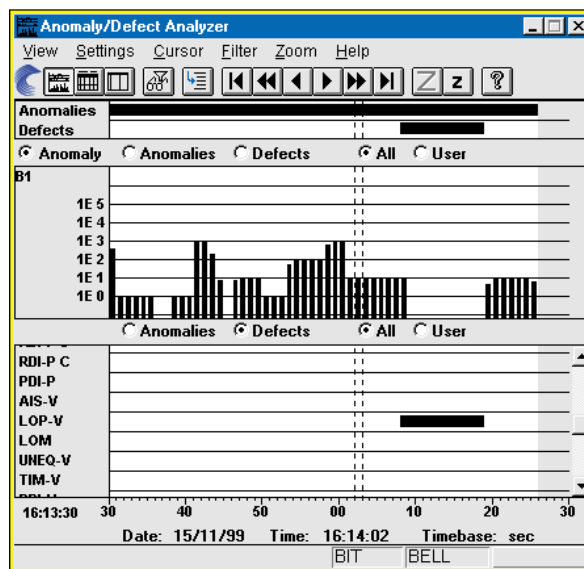 Anomaly/Defect Analyzer
View Settings Cursor Filter Zoom Help
Z z ?
Anomalies
Defects
Anomaly Anomalies Defects All User
B1
1E 5
1E 4
1E 3
1E 2
1E 1
1E 0
Anomalies Defects All User
RDI-P C
PDI-P
AIS-V
LOP-V
LOM
UNEQ-V
TIM-V
16:13:30 30 40 50 00 10 20 30
Date: 15/11/99 Time: 16:14:02 Timebase: sec
BIT BELL